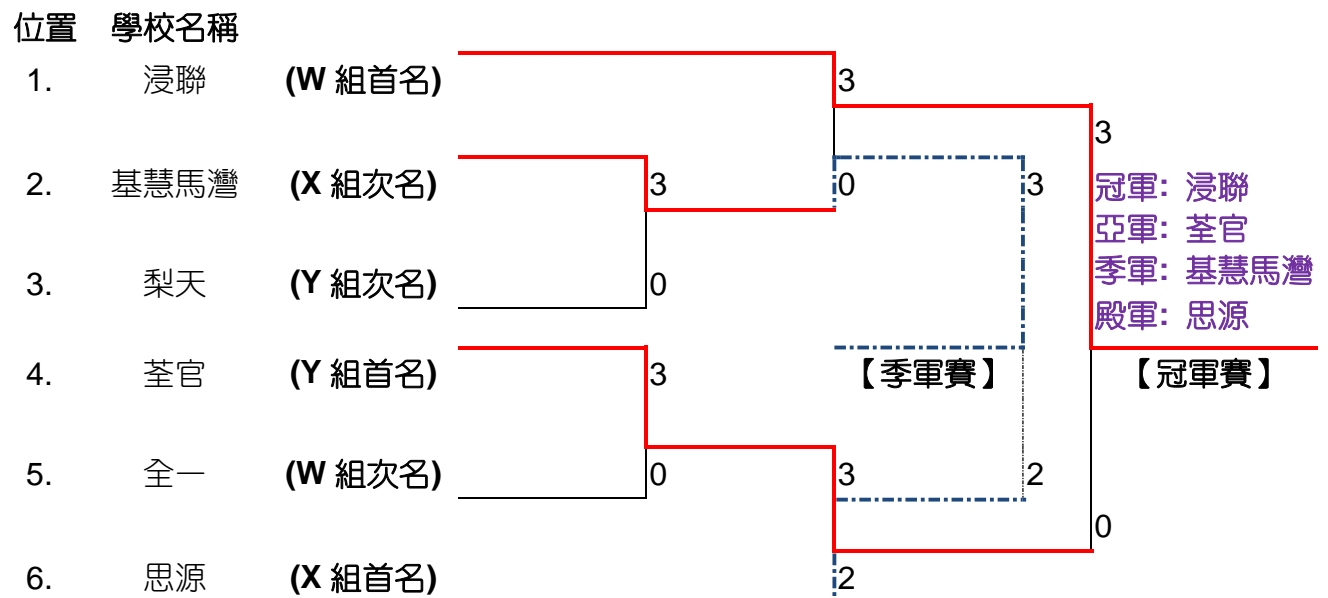 位置 學校名稱
1. 浸聯 (W 組首名) 3
3
2. 基慧馬灣 (X 組次名) 3 0 3
冠軍: 浸聯
亞軍: 荃官
季軍: 基慧馬灣
殿軍: 思源
3. 梨天 (Y 組次名) 0
4. 荃官 (Y 組首名) 3 【季軍賽】 【冠軍賽】
5. 全一 (W 組次名) 0 3 2
0
6. 思源 (X 組首名) 2